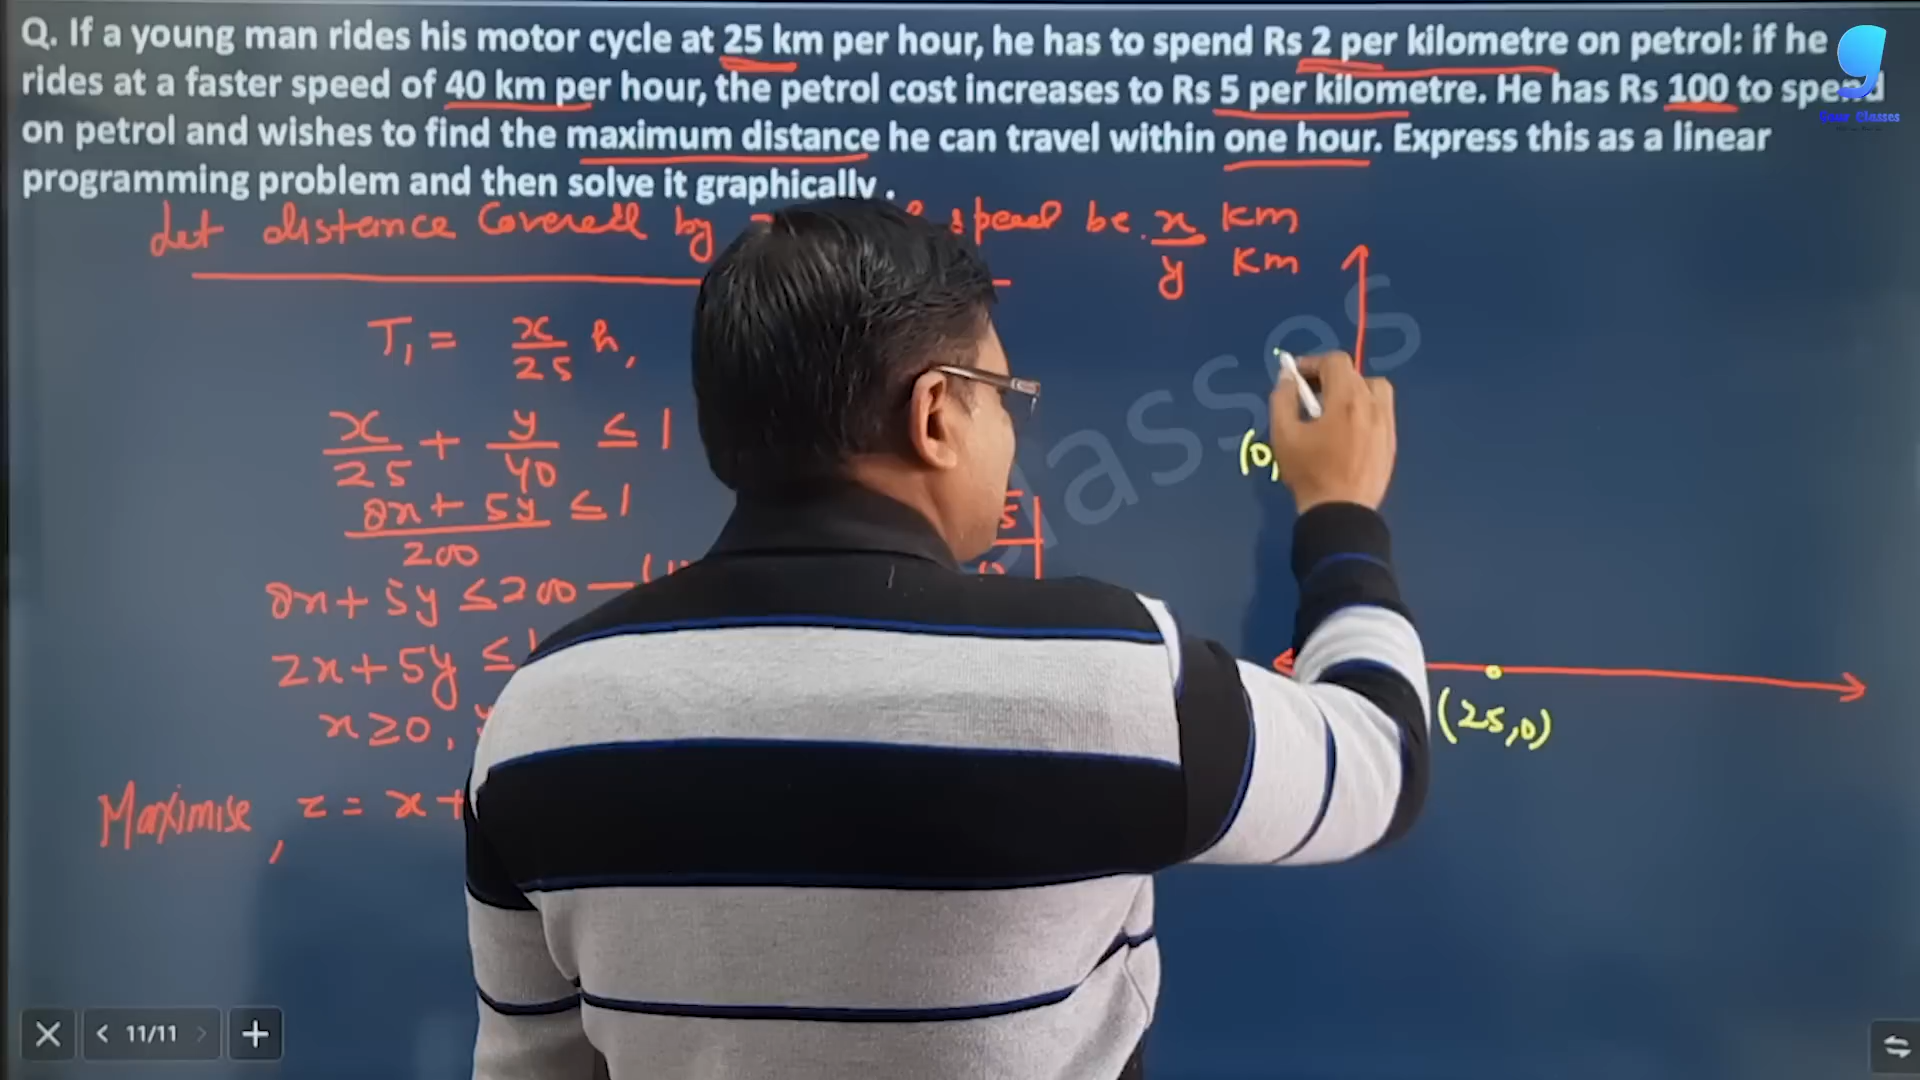 Q. If a young man rides his motor cycle at 25 km per hour, he has to spend Rs 2 per kilometre on petrol: if he
rides at a faster speed of 40 km per hour, the petrol cost increases to Rs 5 per kilometre. He has Rs 100 to spend
on petrol and wishes to find the maximum distance he can travel within one hour. Express this as a linear
programming problem and then solve it graphically .
Let distance covered by speed be x km
y km
T₁ = x/25 h,
x/25 + y/40 ≤ 1
(8x + 5y)/200 ≤ 1
8x + 5y ≤ 200 —
2x + 5y ≤
x ≥ 0,
Maximise, z = x +
(0,
(25,0)
classes
Gour Classes
11/11